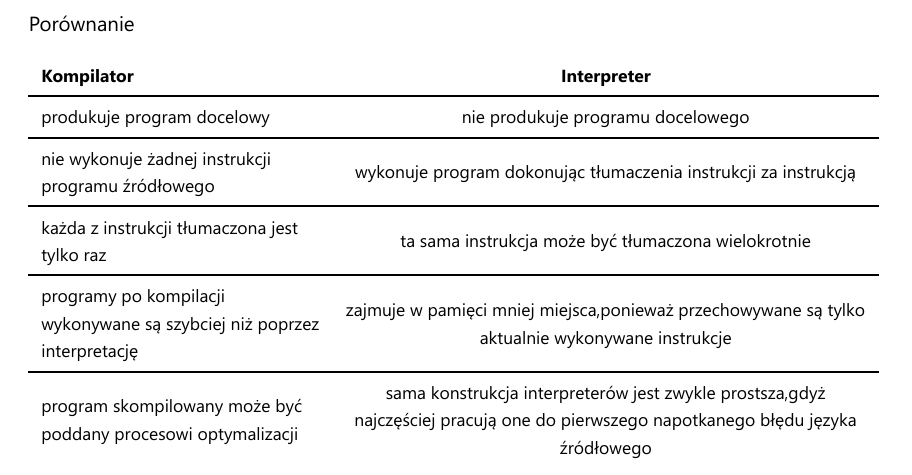 Porównanie
Kompilator
Interpreter
produkuje program docelowy
nie produkuje programu docelowego
nie wykonuje żadnej instrukcji
programu źródłowego
wykonuje program dokonując tłumaczenia instrukcji za instrukcją
każda z instrukcji tłumaczona jest
tylko raz
ta sama instrukcja może być tłumaczona wielokrotnie
programy po kompilacji
wykonywane są szybciej niż poprzez
interpretację
zajmuje w pamięci mniej miejsca,ponieważ przechowywane są tylko
aktualnie wykonywane instrukcje
program skompilowany może być
poddany procesowi optymalizacji
sama konstrukcja interpreterów jest zwykle prostsza,gdyż
najczęściej pracują one do pierwszego napotkanego błędu języka
źródłowego